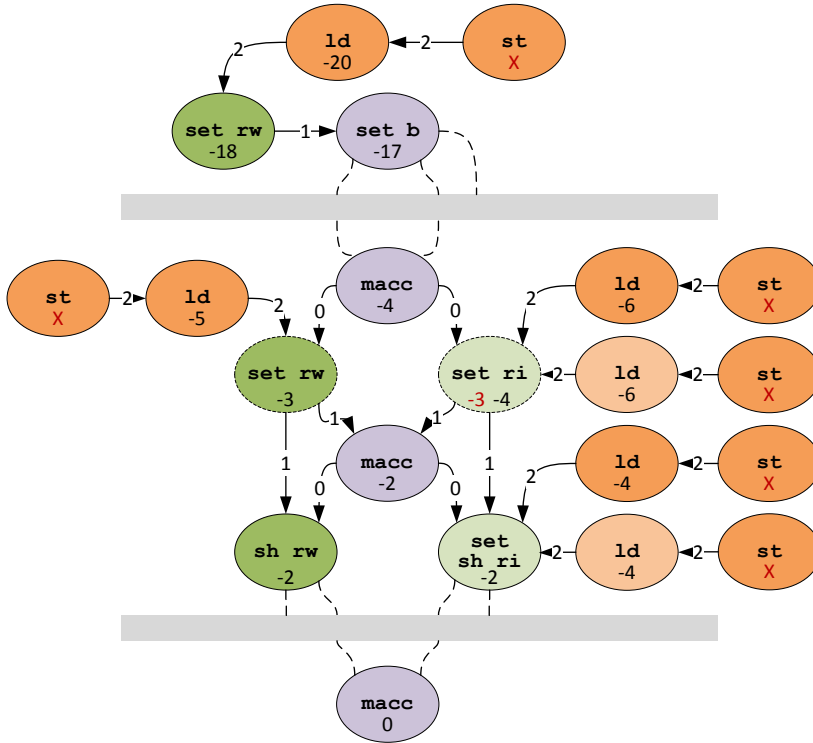 ld
-20
2
st
X
2
set rw
-18
1
set b
-17
st
X
2
ld
-5
2
macc
-4
0
0
2
ld
-6
2
st
X
set rw
-3
set ri
-3 -4
2
ld
-6
2
st
X
1
1
1
macc
-2
1
2
ld
-4
2
st
X
0
0
sh rw
-2
set
sh ri
-2
2
ld
-4
2
st
X
macc
0